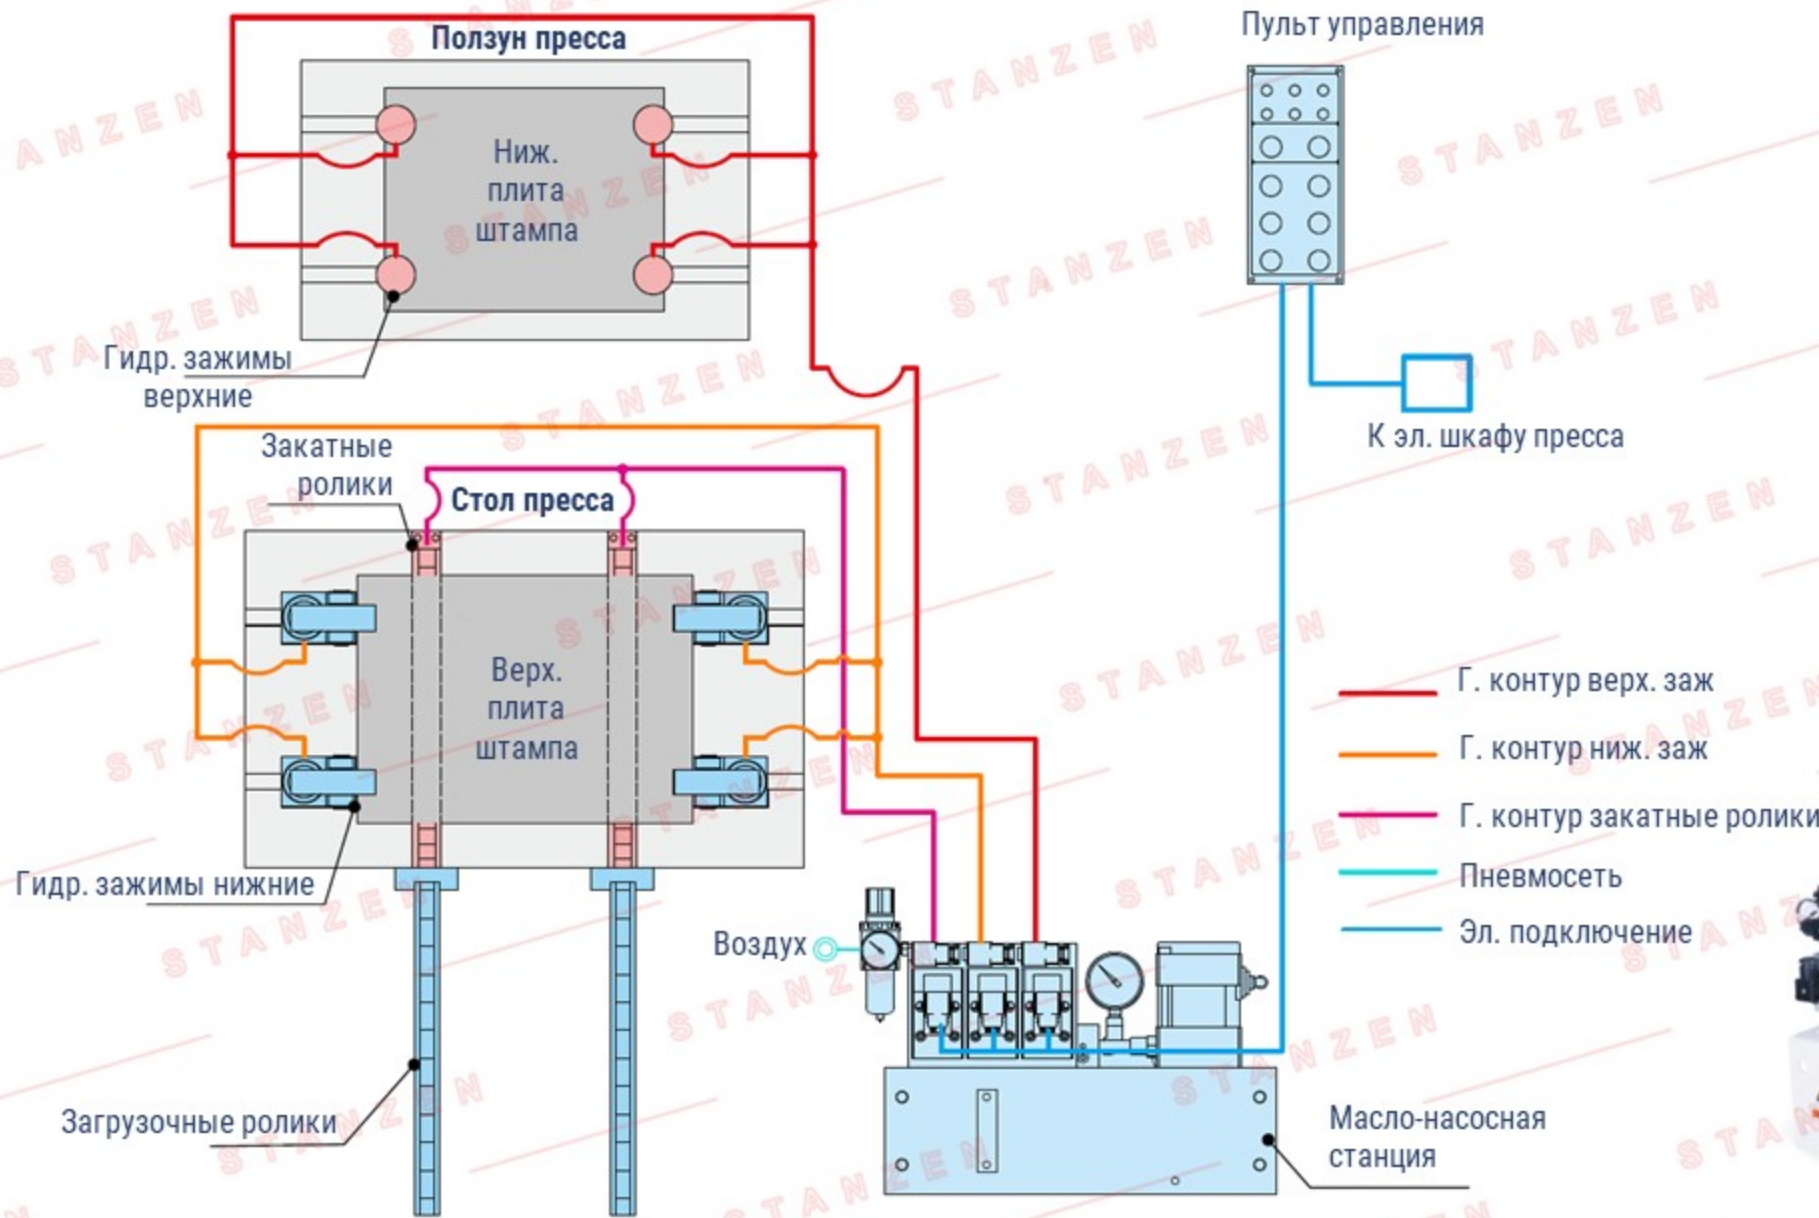 Ползун пресса
Пульт управления
Ниж.
плита
штампа
Гидр. зажимы
верхние
К эл. шкафу пресса
Закатные
ролики
Стол пресса
Верх.
плита
штампа
Г. контур верх. заж
Г. контур ниж. заж
Г. контур закатные ролики
Пневмосеть
Эл. подключение
Гидр. зажимы нижние
Воздух
Загрузочные ролики
Масло-насосная
станция
STANZEN